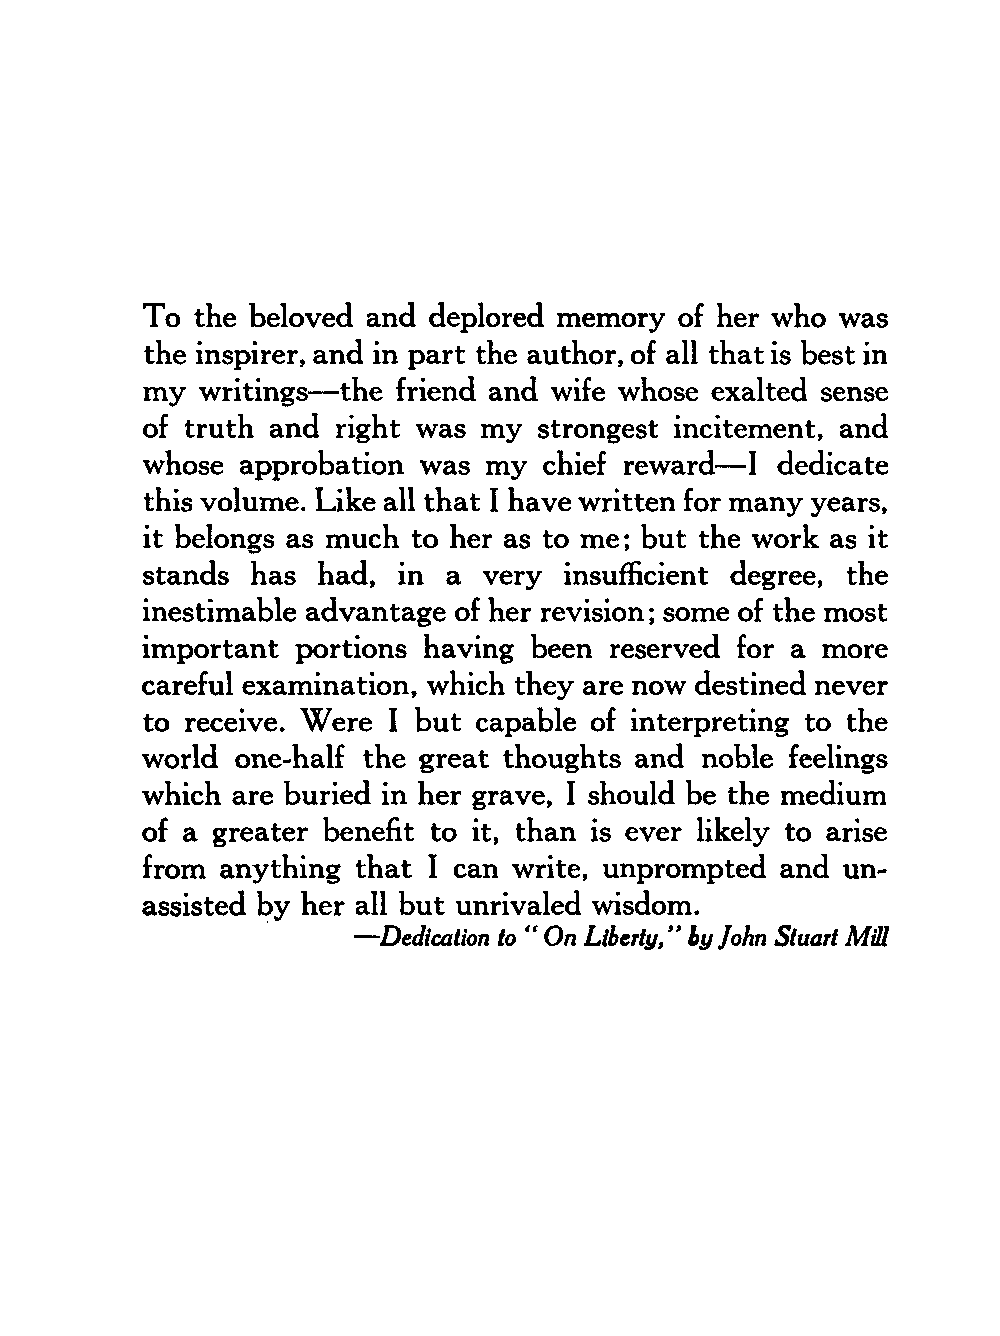 To the beloved and deplored memory of her who was
the inspirer, and in part the author, of all that is best in
my writings—the friend and wife whose exalted sense
of truth and right was my strongest incitement, and
whose approbation was my chief reward—I dedicate
this volume. Like all that I have written for many years,
it belongs as much to her as to me; but the work as it
stands has had, in a very insufficient degree, the
inestimable advantage of her revision; some of the most
important portions having been reserved for a more
careful examination, which they are now destined never
to receive. Were I but capable of interpreting to the
world one-half the great thoughts and noble feelings
which are buried in her grave, I should be the medium
of a greater benefit to it, than is ever likely to arise
from anything that I can write, unprompted and un-
assisted by her all but unrivaled wisdom.
—Dedication to "On Liberty," by John Stuart Mill